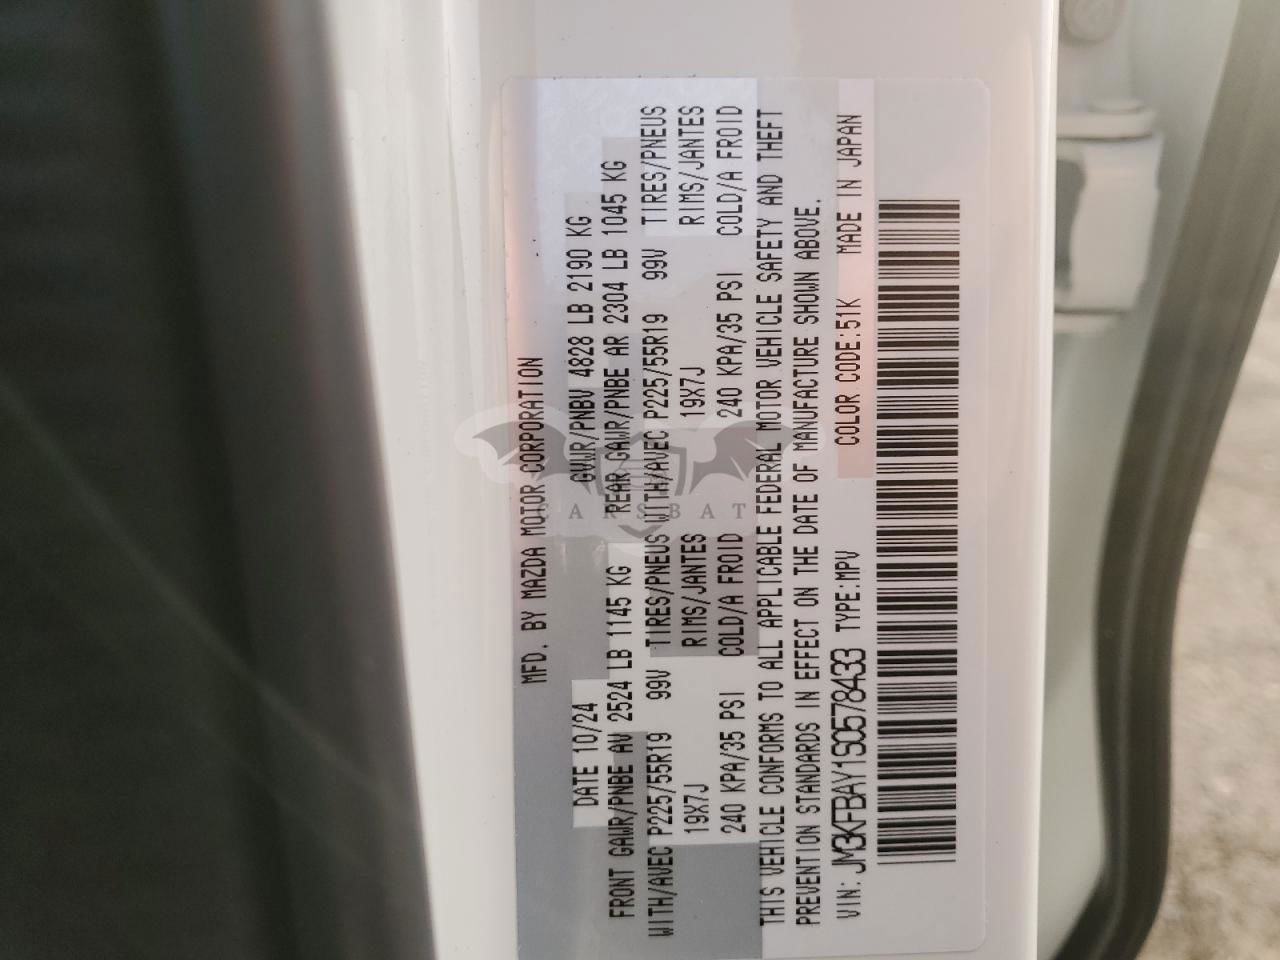 MFD. BY MAZDA MOTOR CORPORATION
DATE 10/24 GVWR/PNBV 4828 LB 2190 KG
FRONT GAWR/PNBE AV 2524 LB 1145 KG REAR GAWR/PNBE AR 2304 LB 1045 KG
WITH/AVEC P225/55R19 99V TIRES/PNEUS WITH/AVEC P225/55R19 99V TIRES/PNEUS
19X7J RIMS/JANTES 19X7J RIMS/JANTES
240 KPA/35 PSI COLD/A FROID 240 KPA/35 PSI COLD/A FROID
THIS VEHICLE CONFORMS TO ALL APPLICABLE FEDERAL MOTOR VEHICLE SAFETY AND THEFT
PREVENTION STANDARDS IN EFFECT ON THE DATE OF MANUFACTURE SHOWN ABOVE.
VIN: JM3KFBAY1S0578433 TYPE:MPV COLOR CODE:51K MADE IN JAPAN
CARSBAT